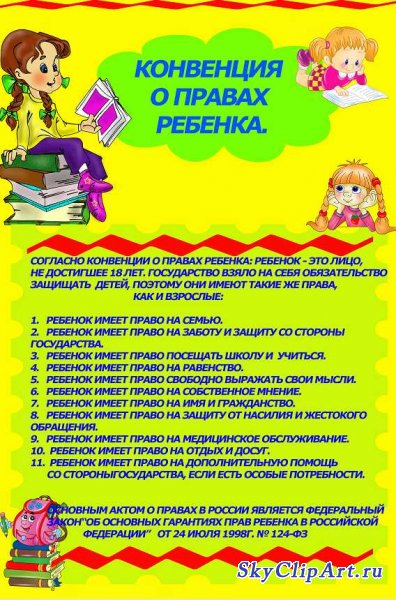 КОНВЕНЦИЯ
О ПРАВАХ
РЕБЕНКА.
СОГЛАСНО КОНВЕНЦИИ О ПРАВАХ РЕБЕНКА: РЕБЕНОК - ЭТО ЛИЦО,
НЕ ДОСТИГШЕЕ 18 ЛЕТ. ГОСУДАРСТВО ВЗЯЛО НА СЕБЯ ОБЯЗАТЕЛЬСТВО
ЗАЩИЩАТЬ ДЕТЕЙ, ПОЭТОМУ ОНИ ИМЕЮТ ТАКИЕ ЖЕ ПРАВА,
КАК И ВЗРОСЛЫЕ:
1. РЕБЕНОК ИМЕЕТ ПРАВО НА СЕМЬЮ.
2. РЕБЕНОК ИМЕЕТ ПРАВО НА ЗАБОТУ И ЗАЩИТУ СО СТОРОНЫ
ГОСУДАРСТВА.
3. РЕБЕНОК ИМЕЕТ ПРАВО ПОСЕЩАТЬ ШКОЛУ И УЧИТЬСЯ.
4. РЕБЕНОК ИМЕЕТ ПРАВО НА РАВЕНСТВО.
5. РЕБЕНОК ИМЕЕТ ПРАВО СВОБОДНО ВЫРАЖАТЬ СВОИ МЫСЛИ.
6. РЕБЕНОК ИМЕЕТ ПРАВО НА СОБСТВЕННОЕ МНЕНИЕ.
7. РЕБЕНОК ИМЕЕТ ПРАВО НА ИМЯ И ГРАЖДАНСТВО.
8. РЕБЕНОК ИМЕЕТ ПРАВО НА ЗАЩИТУ ОТ НАСИЛИЯ И ЖЕСТОКОГО
ОБРАЩЕНИЯ.
9. РЕБЕНОК ИМЕЕТ ПРАВО НА МЕДИЦИНСКОЕ ОБСЛУЖИВАНИЕ.
10. РЕБЕНОК ИМЕЕТ ПРАВО НА ОТДЫХ И ДОСУГ.
11. РЕБЕНОК ИМЕЕТ ПРАВО НА ДОПОЛНИТЕЛЬНУЮ ПОМОЩЬ
СО СТОРОНЫГОСУДАРСТВА, ЕСЛИ ЕСТЬ ОСОБЫЕ ПОТРЕБНОСТИ.
ОСНОВНЫМ АКТОМ О ПРАВАХ В РОССИИ ЯВЛЯЕТСЯ ФЕДЕРАЛЬНЫЙ
ЗАКОН"ОБ ОСНОВНЫХ ГАРАНТИЯХ ПРАВ РЕБЕНКА В РОССИЙСКОЙ
ФЕДЕРАЦИИ" ОТ 24 ИЮЛЯ 1998Г. № 124-ФЗ
SkyClipArt.ru